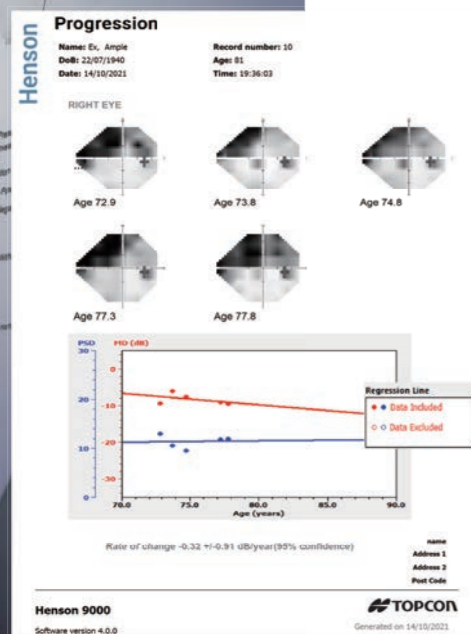 Henson
Progression
Name: Ex, Ample
Record number: 10
DoB: 22/07/1940
Age: 81
Date: 14/10/2021
Time: 19:36:03
RIGHT EYE
Age 72.9
Age 73.8
Age 74.8
Age 77.3
Age 77.8
PSD
MD (dB)
30
20
10
0
0
-10
-20
-30
70.0
75.0
80.0
85.0
90.0
Age (years)
Regression Line
Data Included
Data Excluded
Rate of change -0.32 +/-0.91 dB/year(95% confidence)
name
Address 1
Address 2
Post Code
Henson 9000
TOPCON
Software version 4.0.0
Generated on 14/10/2021